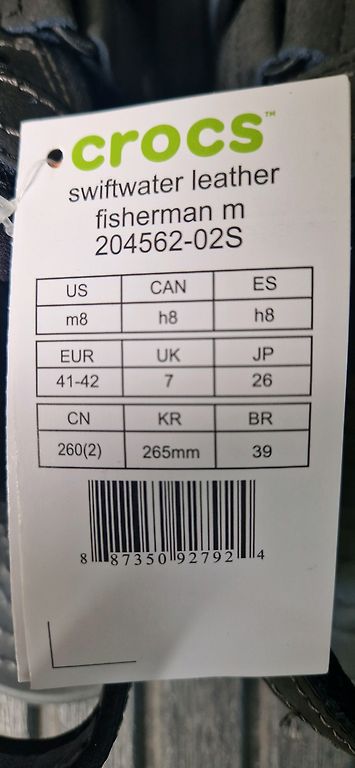 crocs™
swiftwater leather
fisherman m
204562-02S
US CAN ES
m8 h8 h8
EUR UK JP
41-42 7 26
CN KR BR
260(2) 265mm 39
8 87350 92792 4